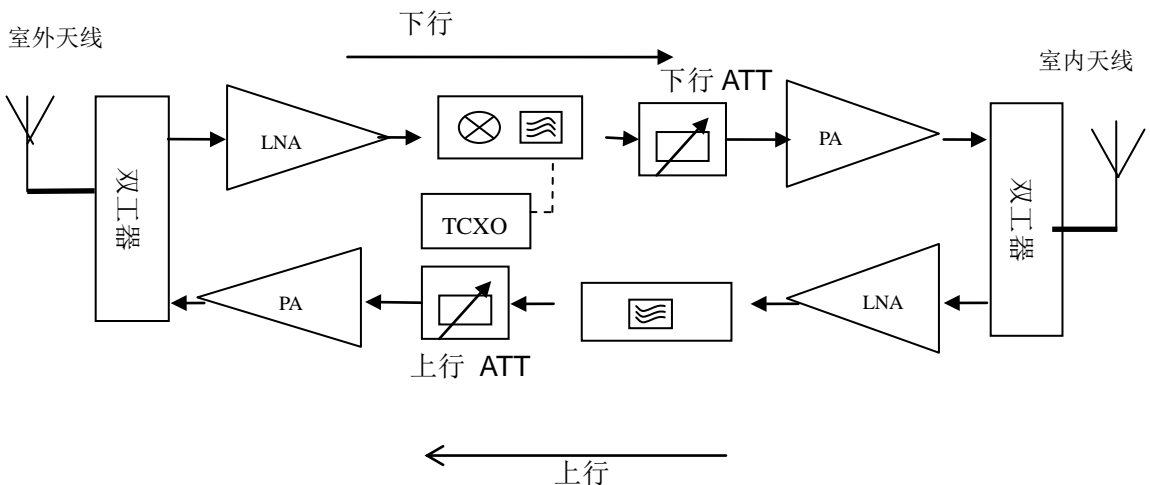 下行
室外天线
室内天线
下行 ATT
LNA
PA
双工器
双工器
TCXO
PA
LNA
上行 ATT
上行